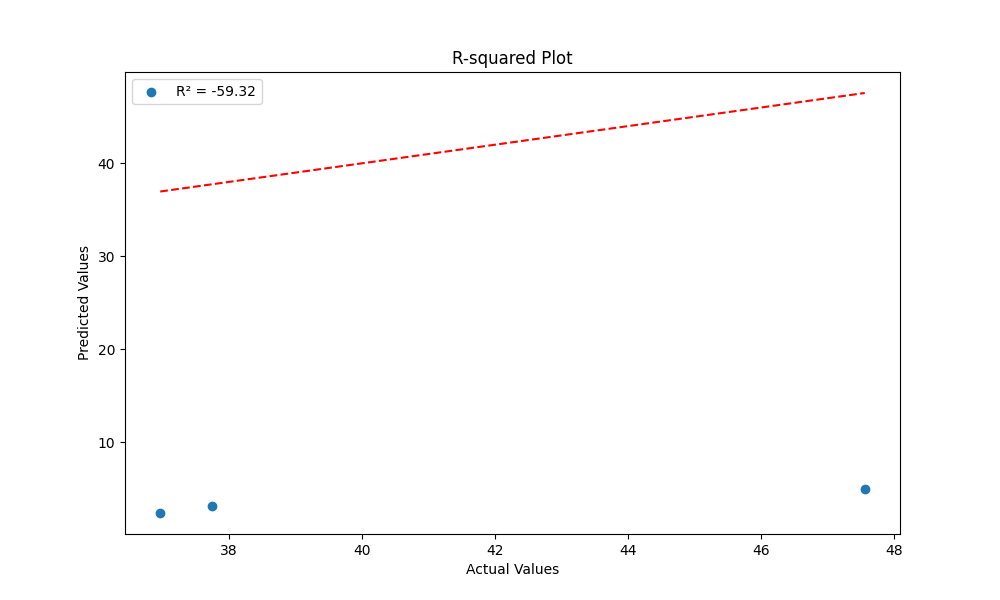 R-squared Plot
R² = -59.32
40
30
20
10
Predicted Values
38
40
42
44
46
48
Actual Values